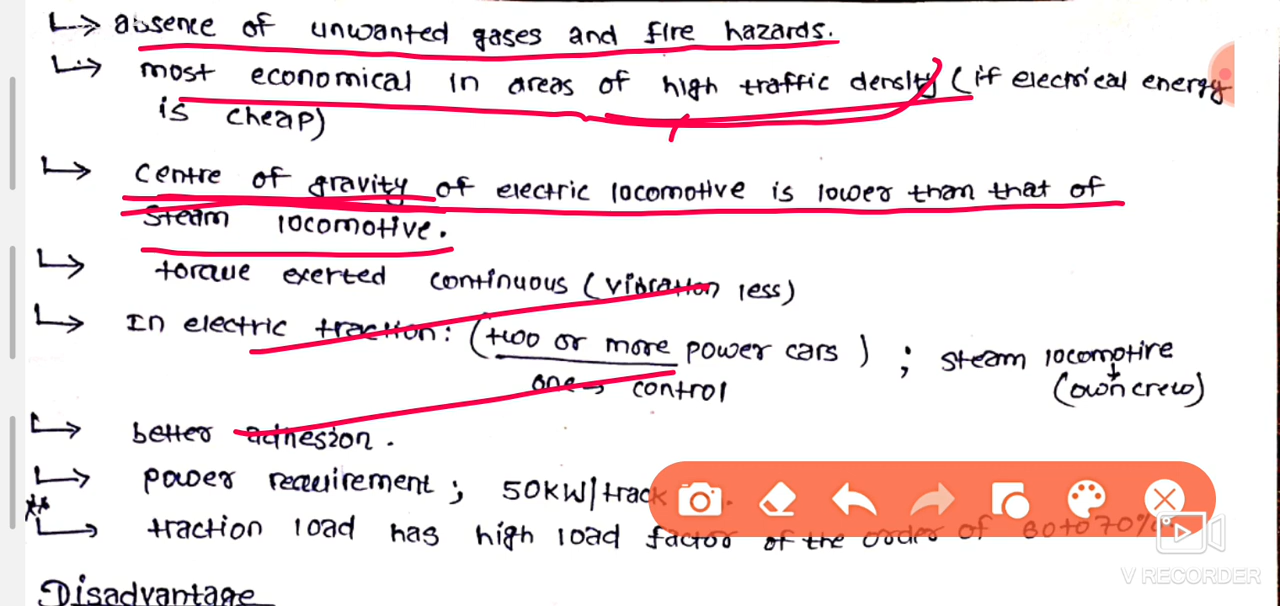 absence of unwanted gases and fire hazards.
most economical in areas of high traffic density (if electrical energy
is cheap)
centre of gravity of electric locomotive is lower than that of
steam locomotive.
torque exerted continuous (vibration less)
In electric traction: (two or more power cars) ; steam locomotive
one → control (own crew)
better adhesion.
power requirement ; 50KW/track
traction load has high load factor of the order of 60 to 70%
Disadvantage
V RECORDER